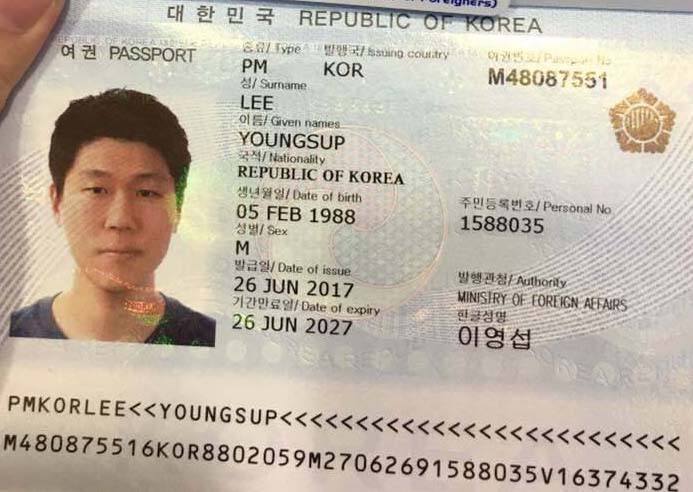 of Foreigners)
대한민국 REPUBLIC OF KOREA
여권 PASSPORT
종류/ Type 발행국/ Issuing country 여권번호/ Passport No
PM KOR M48087551
성/ Surname
LEE
이름/ Given names
YOUNGSUP
국적/ Nationality
REPUBLIC OF KOREA
생년월일/ Date of birth 주민등록번호/ Personal No
05 FEB 1988 1588035
성별/ Sex
M
발급일/ Date of issue 발행관청/ Authority
26 JUN 2017 MINISTRY OF FOREIGN AFFAIRS
기간만료일/ Date of expiry 한글성명
26 JUN 2027 이영섭
PMKORLEE<<YOUNGSUP<<<<<<<<<<<<<<<<<<<<<<<<<<
M480875516KOR8802059M27062691588035V16374332